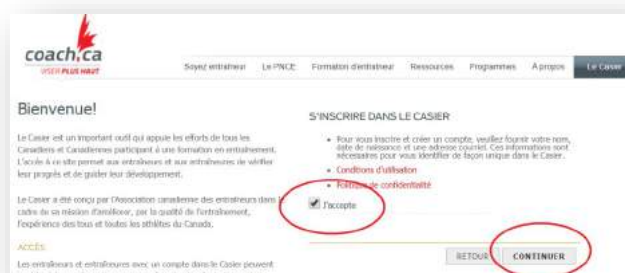 coach.ca
VISER PLUS HAUT
Soyez entraîneur Le PNCE Formation d'entraîneur Ressources Programmes À propos Le Casier
Bienvenue!
Le Casier est un important outil qui appuie les efforts de tous les
Canadiens et Canadiennes participant à une formation en entraînement.
L'accès à ce site permet aux entraîneurs et aux entraîneures de vérifier
leur progrès et de guider leur développement.
Le Casier a été conçu par l'Association canadienne des entraîneurs dans le
cadre de sa mission d'améliorer, par la qualité de l'entraînement,
l'expérience des tous et toutes les athlètes du Canada.
ACCÈS
Les entraîneurs et entraîneures avec un compte dans le Casier peuvent
S'INSCRIRE DANS LE CASIER
Pour vous inscrire et créer un compte, veuillez fournir votre nom,
date de naissance et une adresse courriel. Ces informations sont
nécessaires pour vous identifier de façon unique dans le Casier.
Conditions d'utilisation
Politique de confidentialité
J'accepte
RETOUR CONTINUER